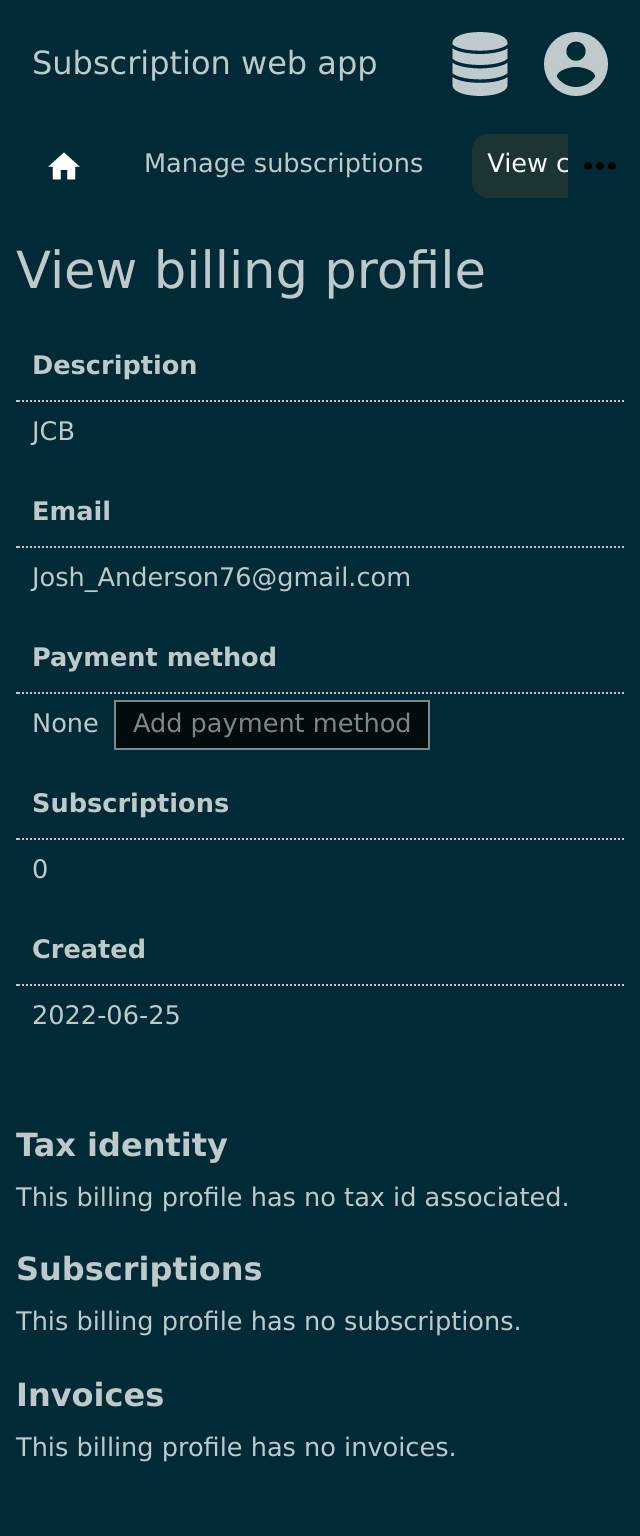 Subscription web app
Manage subscriptions
View c
View billing profile
Description
JCB
Email
Josh_Anderson76@gmail.com
Payment method
None Add payment method
Subscriptions
0
Created
2022-06-25
Tax identity
This billing profile has no tax id associated.
Subscriptions
This billing profile has no subscriptions.
Invoices
This billing profile has no invoices.